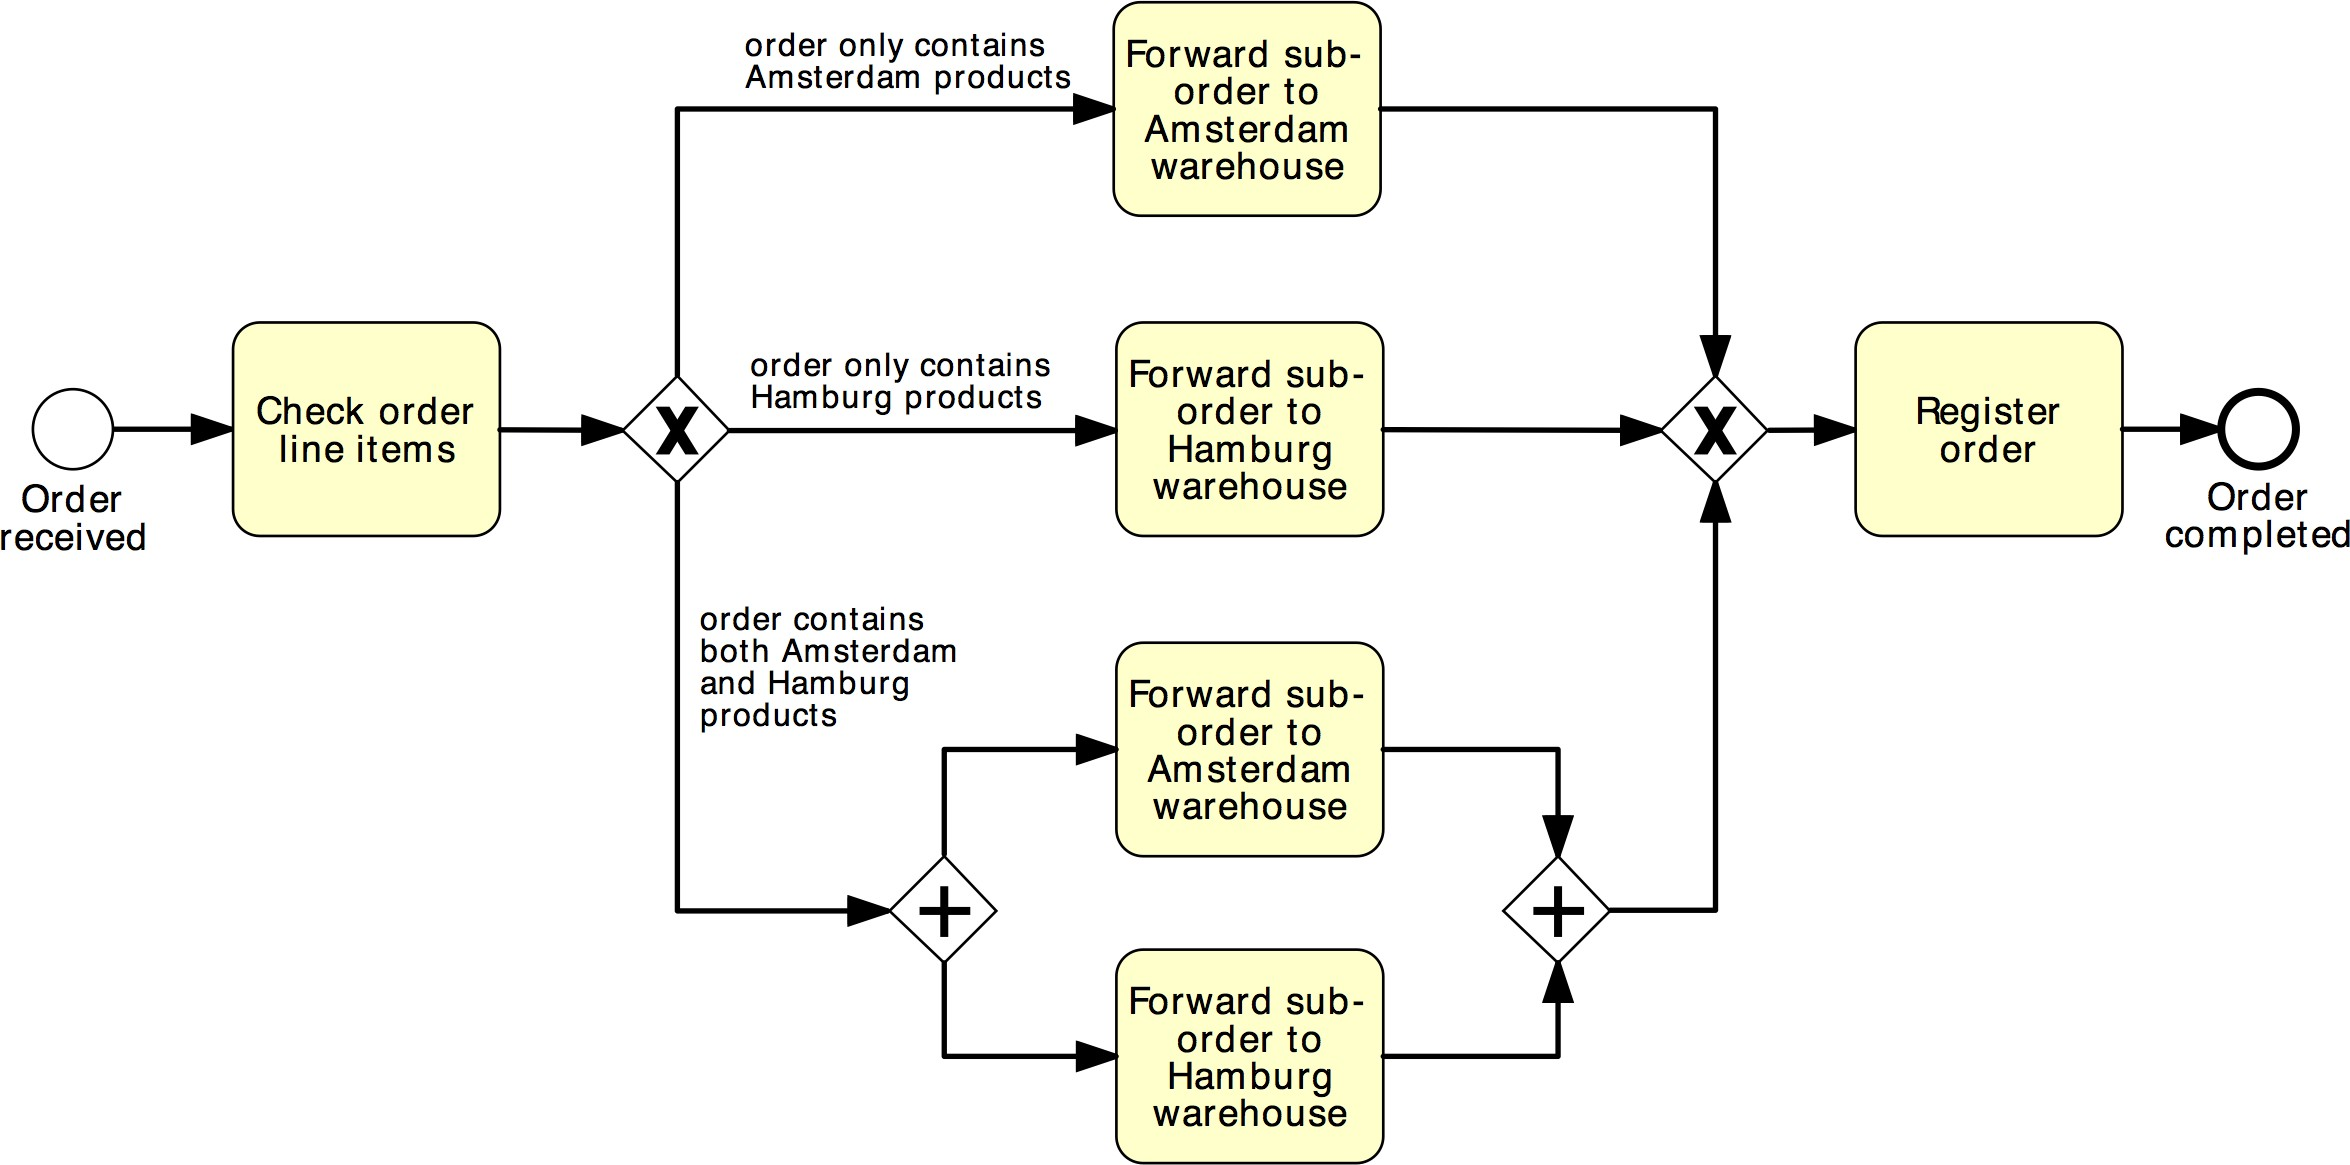 order only contains
Amsterdam products
Forward sub-
order to
Amsterdam
warehouse
Order
received
Check order
line items
X
order only contains
Hamburg products
Forward sub-
order to
Hamburg
warehouse
X
Register
order
Order
completed
order contains
both Amsterdam
and Hamburg
products
Forward sub-
order to
Amsterdam
warehouse
+
+
Forward sub-
order to
Hamburg
warehouse